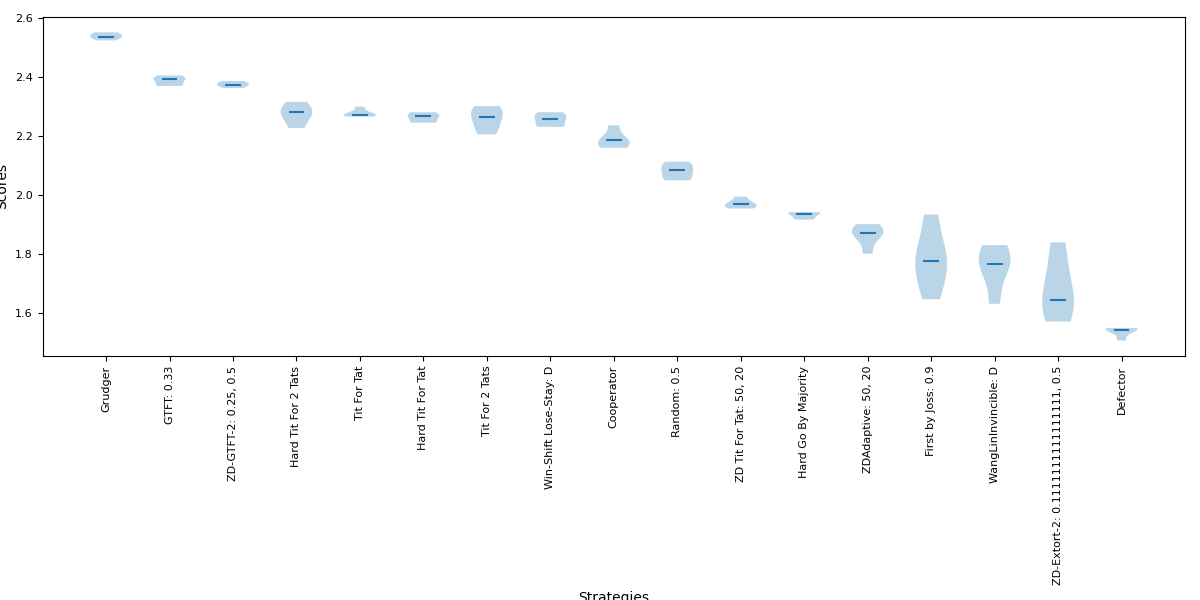 Scores
2.6
2.4
2.2
2.0
1.8
1.6
Grudger
GTFT: 0.33
ZD-GTFT-2: 0.25, 0.5
Hard Tit For 2 Tats
Tit For Tat
Hard Tit For Tat
Tit For 2 Tats
Win-Shift Lose-Stay: D
Cooperator
Random: 0.5
ZD Tit For Tat: 50, 20
Hard Go By Majority
ZDAdaptive: 50, 20
First by Joss: 0.9
WangLinInvincible: D
ZD-Extort-2: 0.1111111111111111, 0.5
Defector
Strategies